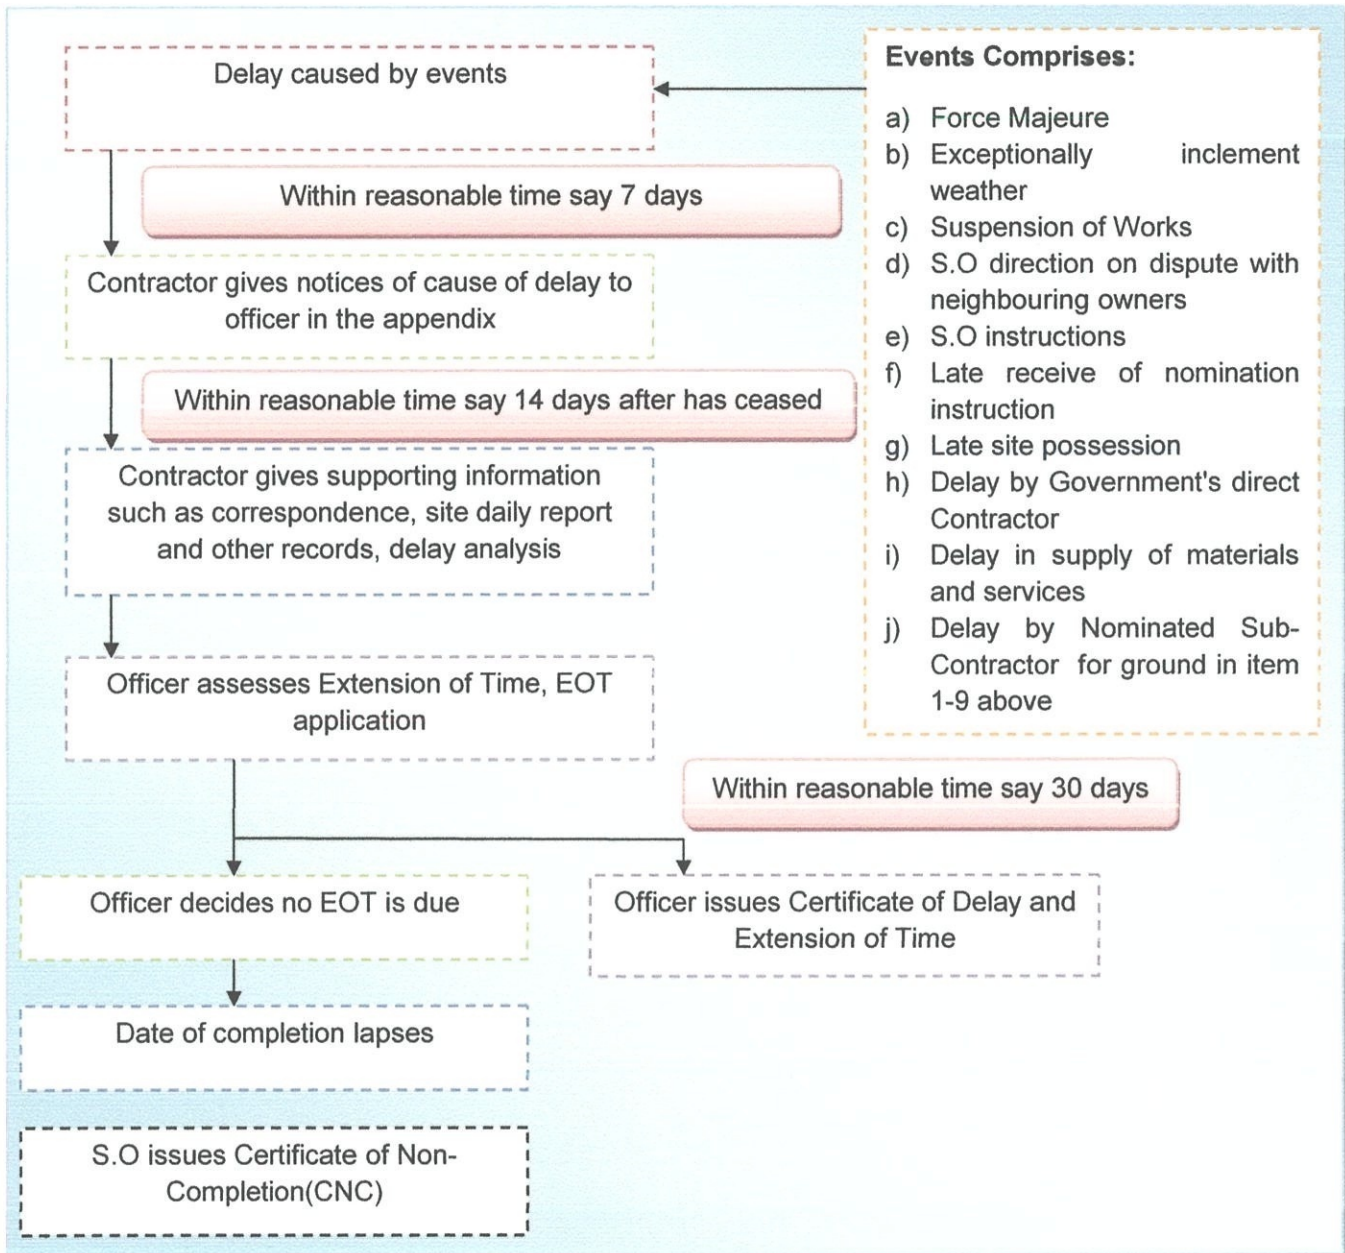 Delay caused by events
Within reasonable time say 7 days
Contractor gives notices of cause of delay to
officer in the appendix
Within reasonable time say 14 days after has ceased
Contractor gives supporting information
such as correspondence, site daily report
and other records, delay analysis
Officer assesses Extension of Time, EOT
application
Within reasonable time say 30 days
Officer decides no EOT is due
Officer issues Certificate of Delay and
Extension of Time
Date of completion lapses
S.O issues Certificate of Non-
Completion(CNC)
Events Comprises:
a) Force Majeure
b) Exceptionally inclement
weather
c) Suspension of Works
d) S.O direction on dispute with
neighbouring owners
e) S.O instructions
f) Late receive of nomination
instruction
g) Late site possession
h) Delay by Government's direct
Contractor
i) Delay in supply of materials
and services
j) Delay by Nominated Sub-
Contractor for ground in item
1-9 above